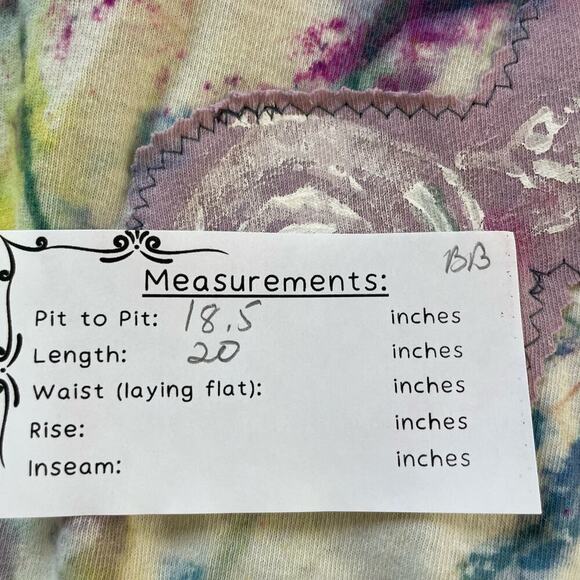 BB
Measurements:
Pit to Pit: 18.5 inches
Length: 20 inches
Waist (laying flat): inches
Rise: inches
Inseam: inches